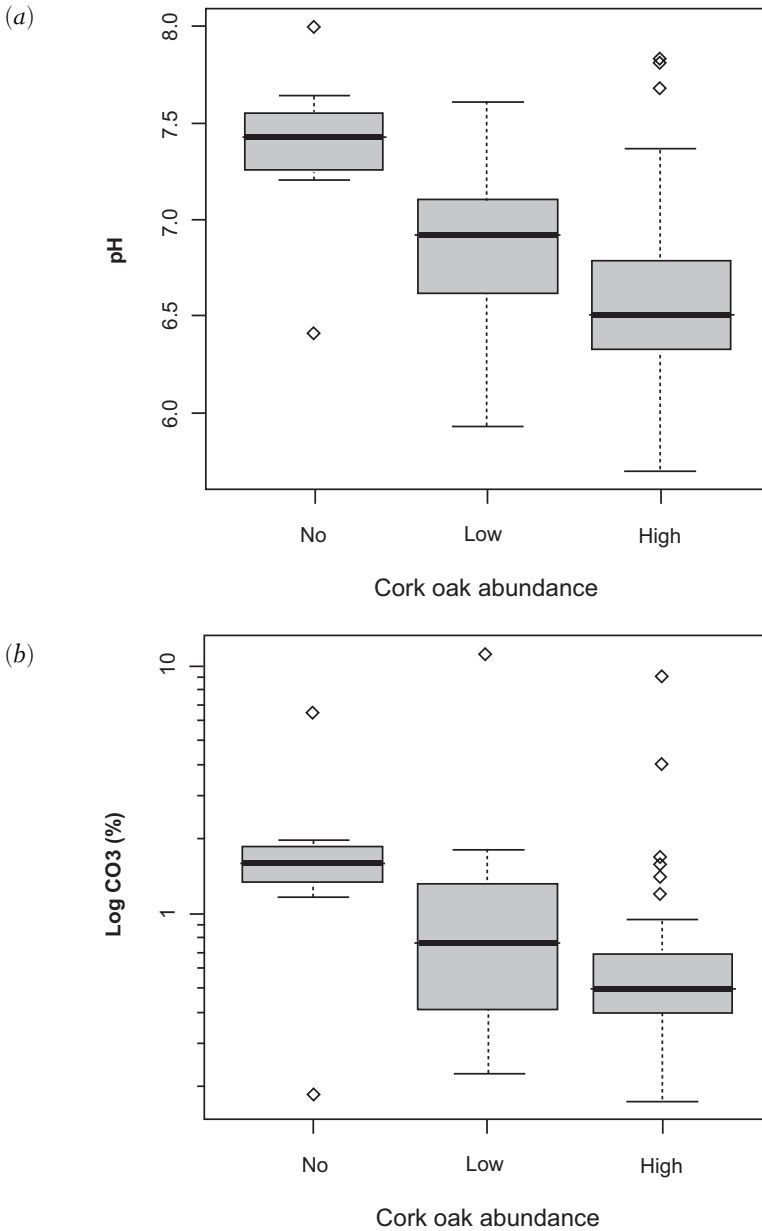 (a)
8.0
7.5
7.0
6.5
6.0
pH
No Low High
Cork oak abundance
(b)
10
1
Log CO3 (%)
No Low High
Cork oak abundance